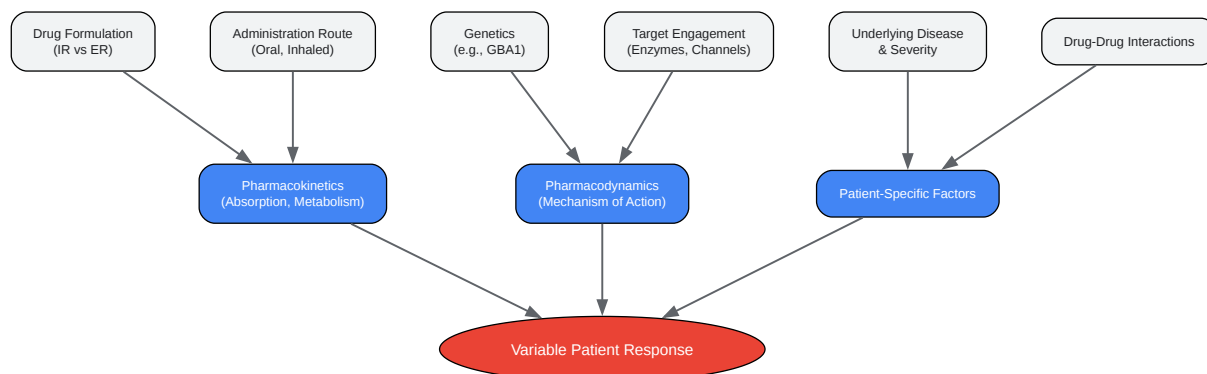 Drug Formulation
(IR vs ER)
Administration Route
(Oral, Inhaled)
Genetics
(e.g., GBA1)
Target Engagement
(Enzymes, Channels)
Underlying Disease
& Severity
Drug-Drug Interactions
Pharmacokinetics
(Absorption, Metabolism)
Pharmacodynamics
(Mechanism of Action)
Patient-Specific Factors
Variable Patient Response